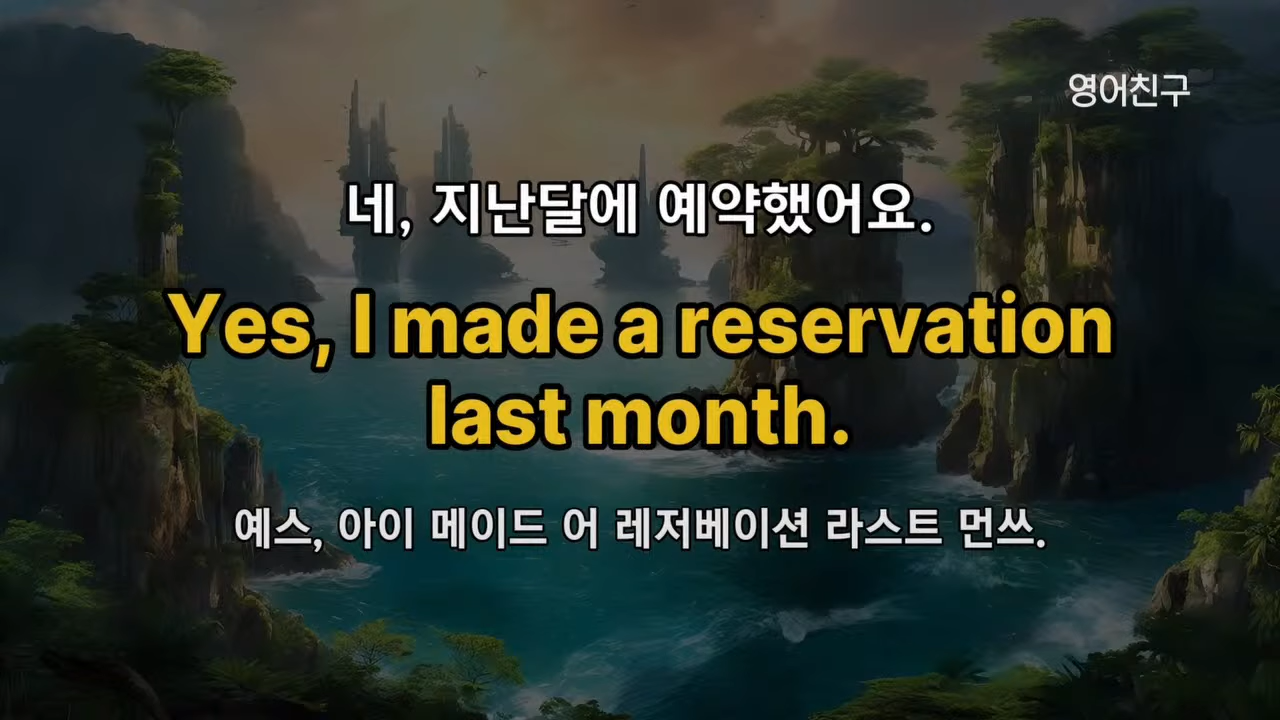 영어친구
네, 지난달에 예약했어요.
Yes, I made a reservation
last month.
예스, 아이 메이드 어 레저베이션 라스트 먼쓰.